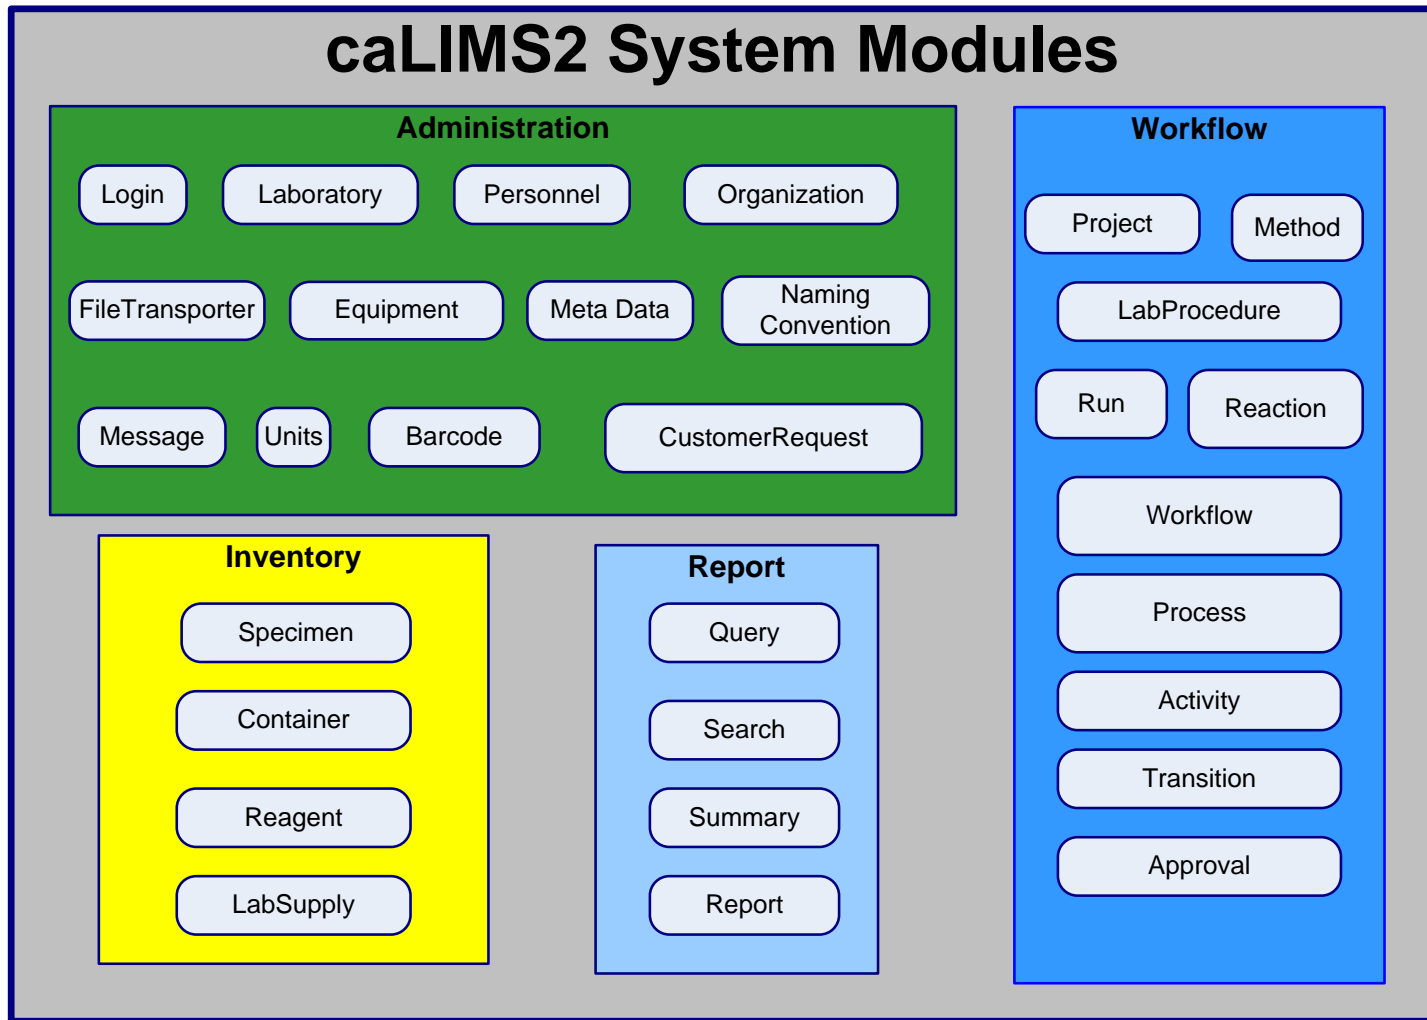 caLIMS2 System Modules
Administration
Login
Laboratory
Personnel
Organization
FileTransporter
Equipment
Meta Data
Naming
Convention
Message
Units
Barcode
CustomerRequest
Inventory
Specimen
Container
Reagent
LabSupply
Report
Query
Search
Summary
Report
Workflow
Project
Method
LabProcedure
Run
Reaction
Workflow
Process
Activity
Transition
Approval